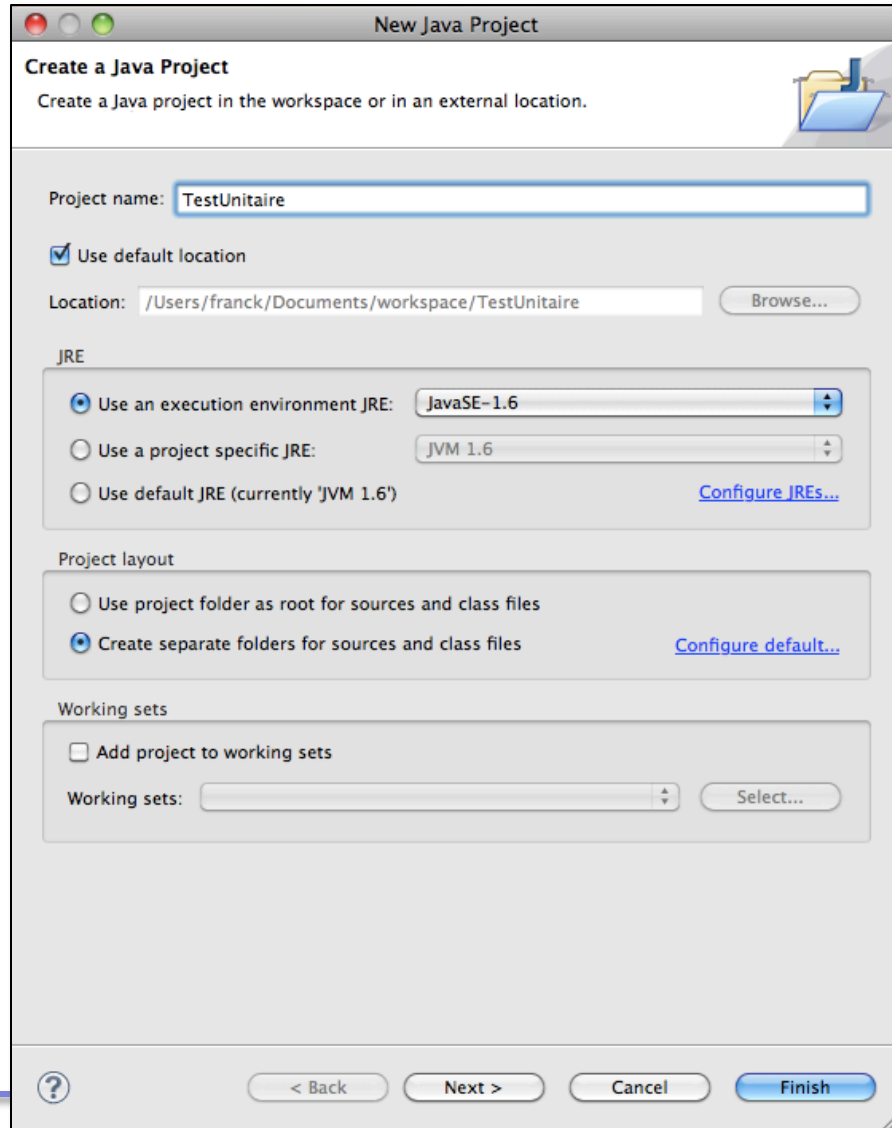 New Java Project
Create a Java Project
Create a Java project in the workspace or in an external location.
Project name: TestUnitaire
Use default location
Location: /Users/franck/Documents/workspace/TestUnitaire Browse...
JRE
Use an execution environment JRE: JavaSE-1.6
Use a project specific JRE: JVM 1.6
Use default JRE (currently 'JVM 1.6') Configure JREs...
Project layout
Use project folder as root for sources and class files
Create separate folders for sources and class files Configure default...
Working sets
Add project to working sets
Working sets: Select...
? < Back Next > Cancel Finish